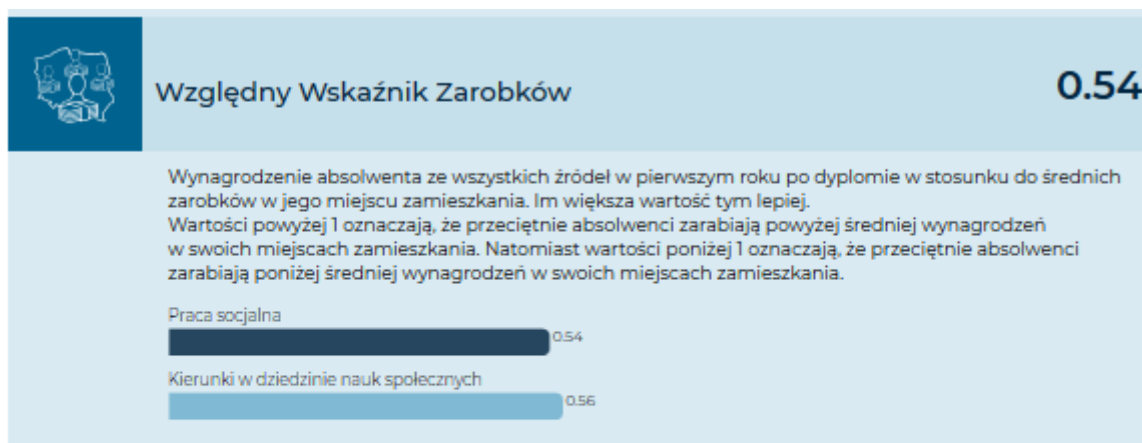 Względny Wskaźnik Zarobków
0.54
Wynagrodzenie absolwenta ze wszystkich źródeł w pierwszym roku po dyplomie w stosunku do średnich
zarobków w jego miejscu zamieszkania. Im większa wartość tym lepiej.
Wartości powyżej 1 oznaczają, że przeciętnie absolwenci zarabiają powyżej średniej wynagrodzeń
w swoich miejscach zamieszkania. Natomiast wartości poniżej 1 oznaczają, że przeciętnie absolwenci
zarabiają poniżej średniej wynagrodzeń w swoich miejscach zamieszkania.
Praca socjalna
0.54
Kierunki w dziedzinie nauk społecznych
0.56